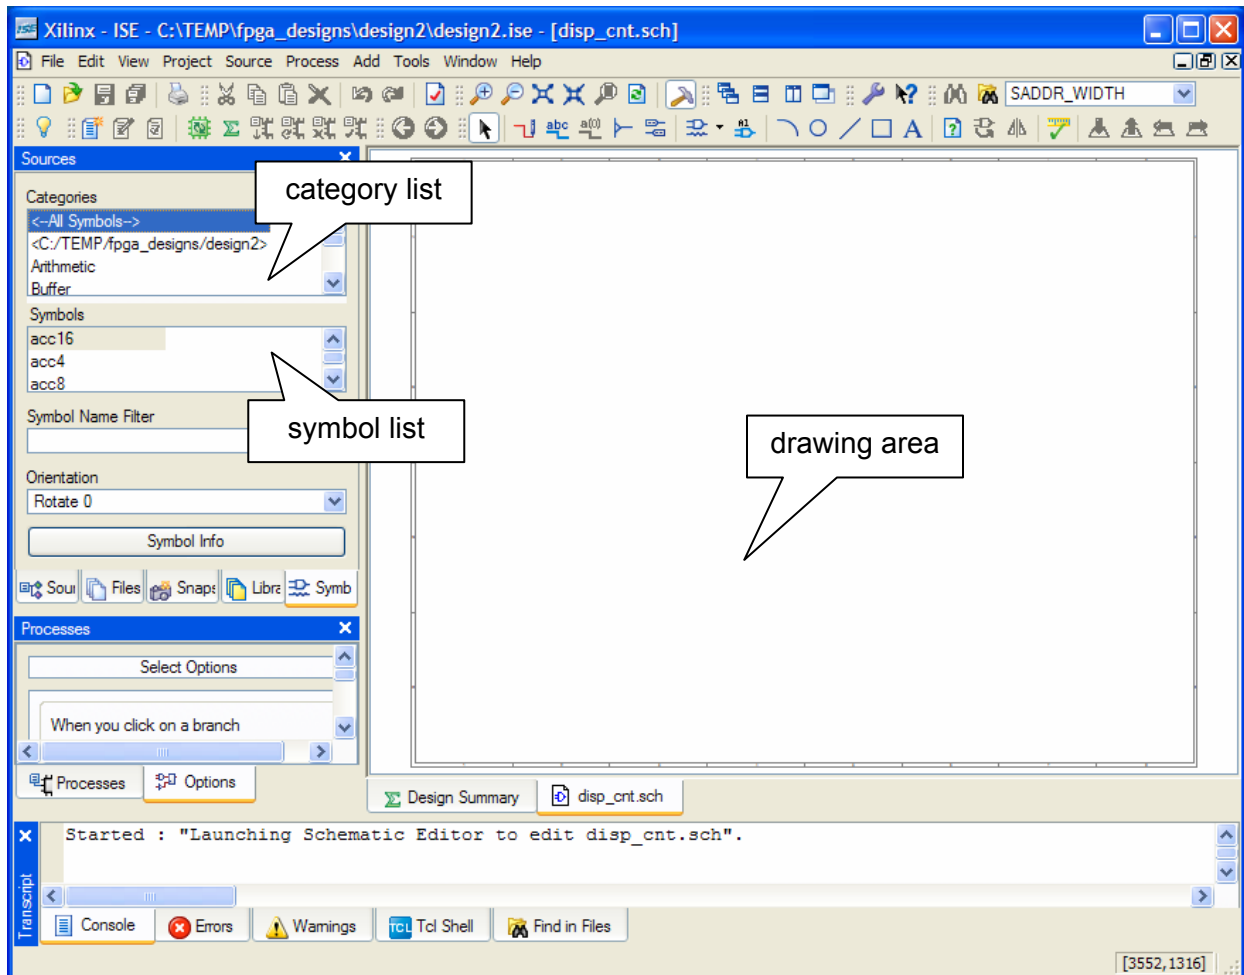 Xilinx - ISE - C:\TEMP\fpga_designs\design2\design2.ise - [disp_cnt.sch]
File Edit View Project Source Process Add Tools Window Help
SADDR_WIDTH
Sources
Categories
<--All Symbols-->
<C:/TEMP/fpga_designs/design2>
Arithmetic
Buffer
category list
Symbols
acc16
acc4
acc8
symbol list
Symbol Name Filter
Orientation
Rotate 0
Symbol Info
Sour Files Snaps Libra Symb
drawing area
Processes
Select Options
When you click on a branch
Processes Options
Design Summary disp_cnt.sch
Started : "Launching Schematic Editor to edit disp_cnt.sch".
Transcript
Console Errors Warnings TCL Tcl Shell Find in Files
[3552,1316]